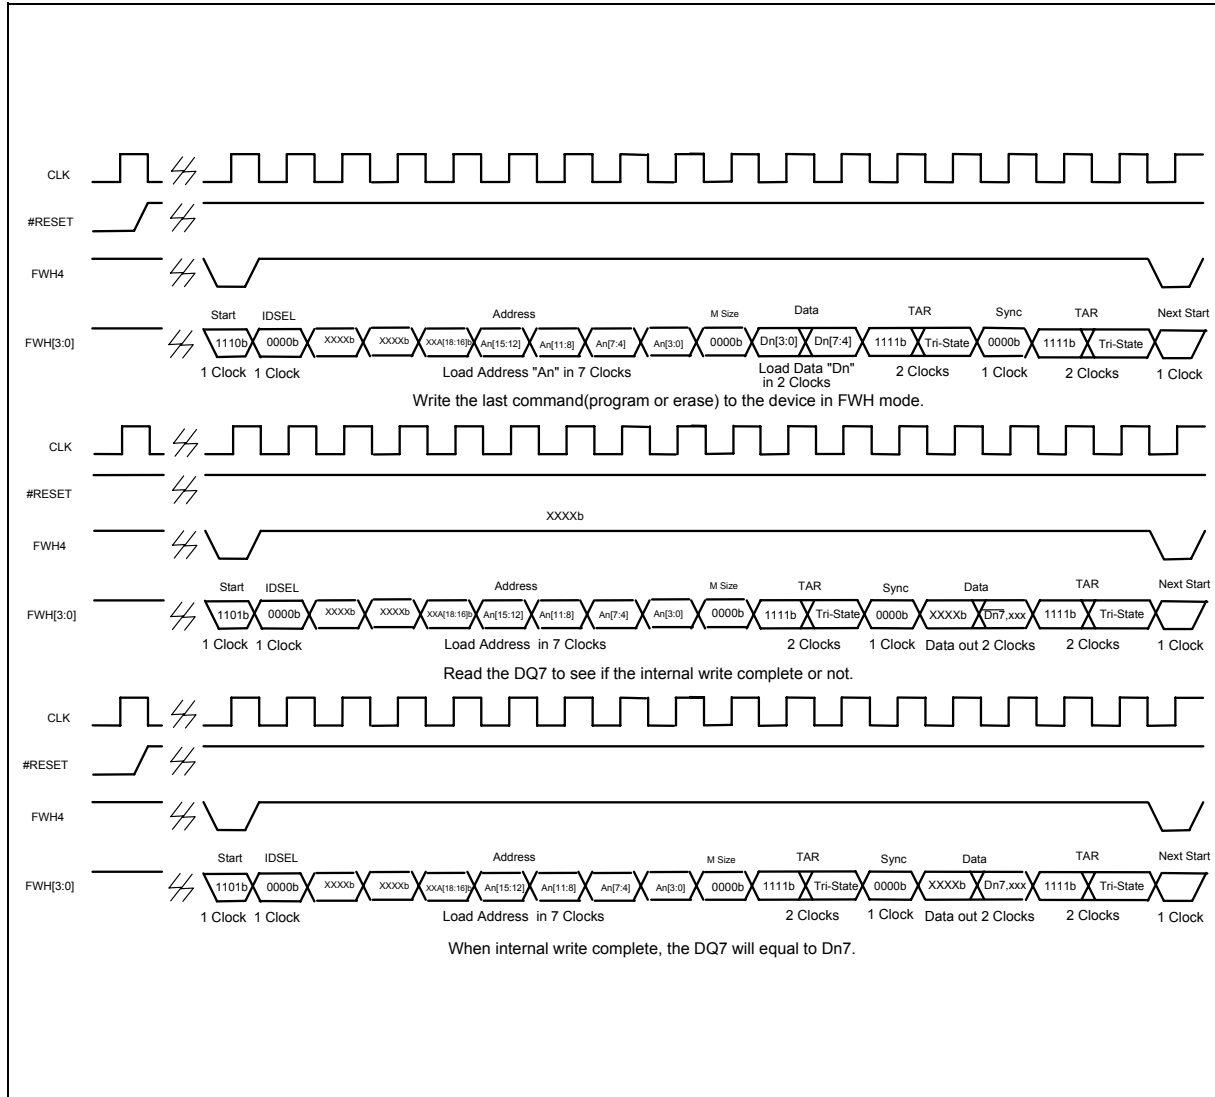 CLK
#RESET
FWH4
Start IDSEL Address M Size Data TAR Sync TAR Next Start
FWH[3:0] 1110b 0000b XXXXb XXXXb XXA[18:16]b An[15:12] An[11:8] An[7:4] An[3:0] 0000b Dn[3:0] Dn[7:4] 1111b Tri-State 0000b 1111b Tri-State
1 Clock 1 Clock Load Address "An" in 7 Clocks Load Data "Dn" in 2 Clocks 2 Clocks 1 Clock 2 Clocks 1 Clock
Write the last command(program or erase) to the device in FWH mode.
CLK
#RESET
XXXXb
FWH4
Start IDSEL Address M Size TAR Sync Data TAR Next Start
FWH[3:0] 1101b 0000b XXXXb XXXXb XXA[18:16]b An[15:12] An[11:8] An[7:4] An[3:0] 0000b 1111b Tri-State 0000b XXXXb Dn7,xxx 1111b Tri-State
1 Clock 1 Clock Load Address in 7 Clocks 2 Clocks 1 Clock Data out 2 Clocks 2 Clocks 1 Clock
Read the DQ7 to see if the internal write complete or not.
CLK
#RESET
FWH4
Start IDSEL Address M Size TAR Sync Data TAR Next Start
FWH[3:0] 1101b 0000b XXXXb XXXXb XXA[18:16]b An[15:12] An[11:8] An[7:4] An[3:0] 0000b 1111b Tri-State 0000b XXXXb Dn7,xxx 1111b Tri-State
1 Clock 1 Clock Load Address in 7 Clocks 2 Clocks 1 Clock Data out 2 Clocks 2 Clocks 1 Clock
When internal write complete, the DQ7 will equal to Dn7.